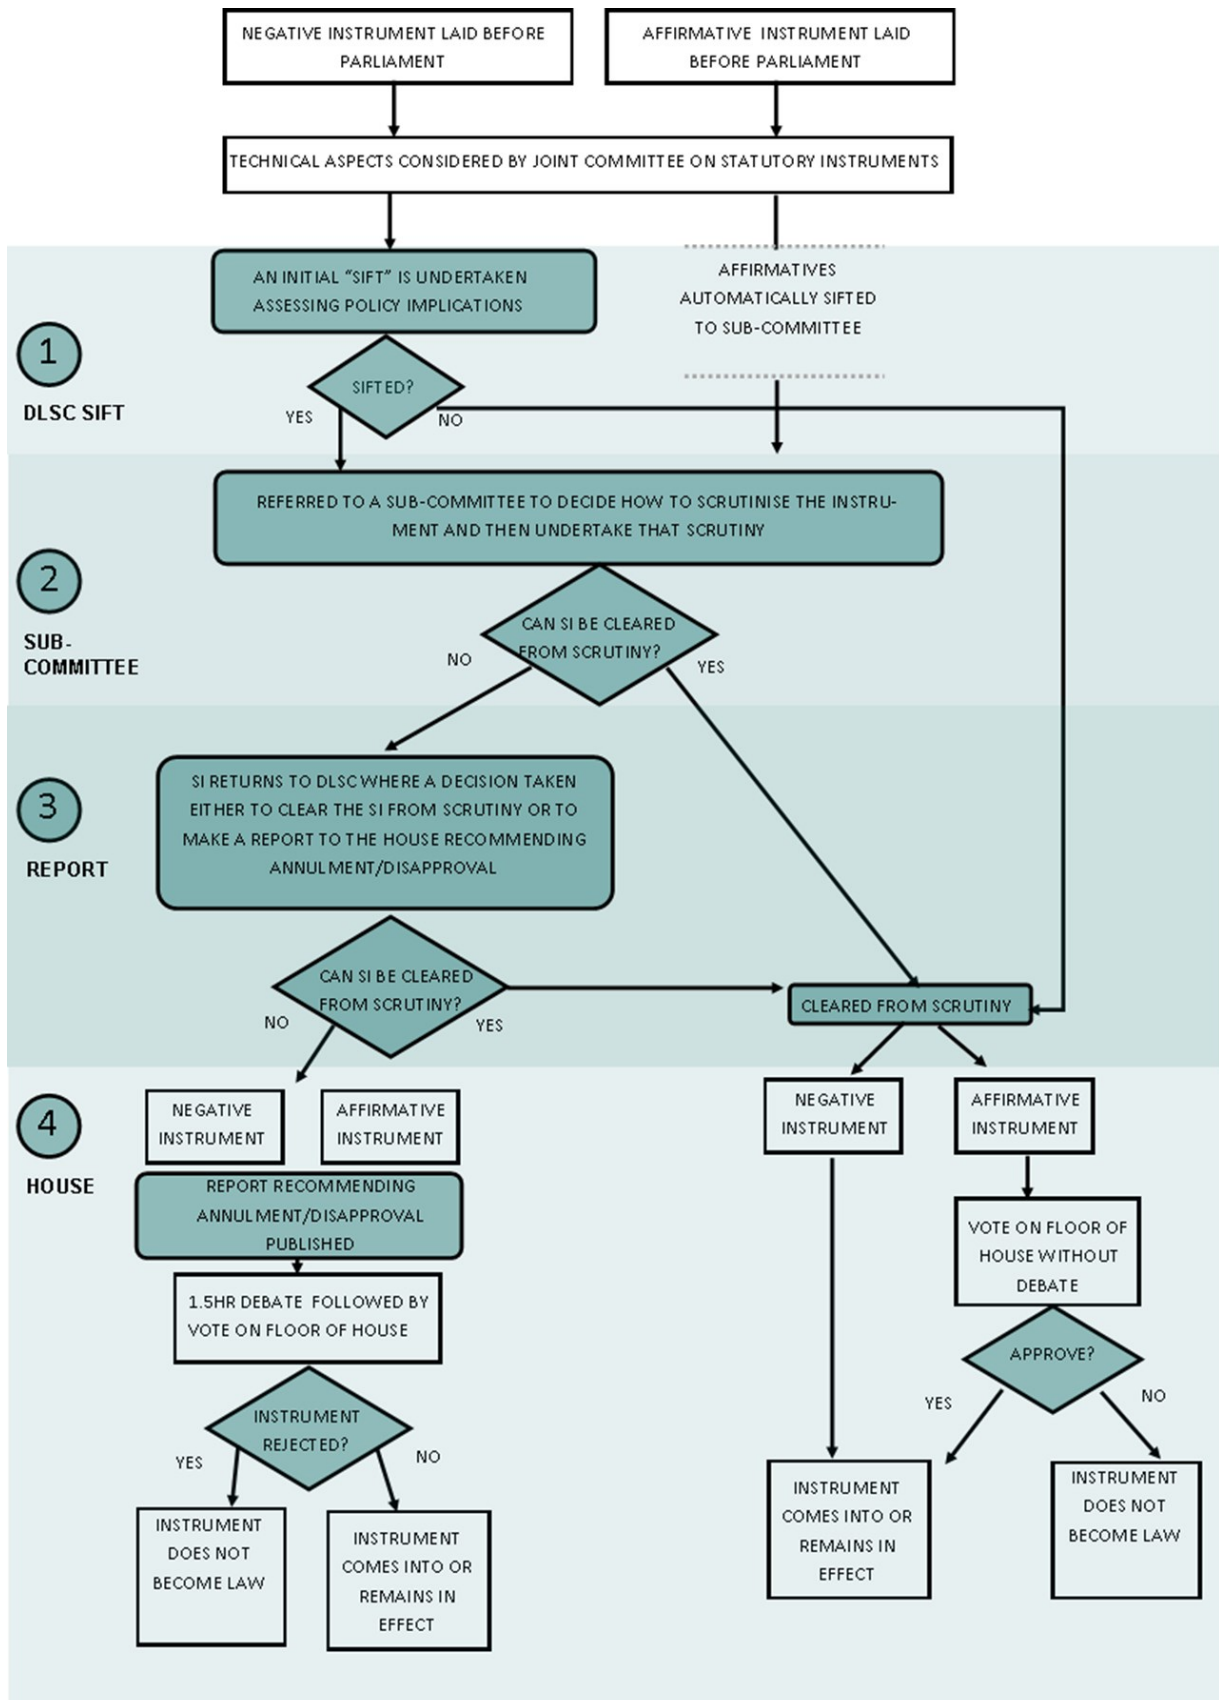 NEGATIVE INSTRUMENT LAID BEFORE
PARLIAMENT
AFFIRMATIVE INSTRUMENT LAID
BEFORE PARLIAMENT
TECHNICAL ASPECTS CONSIDERED BY JOINT COMMITTEE ON STATUTORY INSTRUMENTS
AN INITIAL “SIFT” IS UNDERTAKEN
ASSESSING POLICY IMPLICATIONS
AFFIRMATIVES
AUTOMATICALLY SIFTED
TO SUB-COMMITTEE
1
DLSC SIFT
SIFTED?
YES
NO
REFERRED TO A SUB-COMMITTEE TO DECIDE HOW TO SCRUTINISE THE INSTRU-
MENT AND THEN UNDERTAKE THAT SCRUTINY
2
SUB-
COMMITTEE
CAN SI BE CLEARED
FROM SCRUTINY?
NO
YES
3
REPORT
SI RETURNS TO DLSC WHERE A DECISION TAKEN
EITHER TO CLEAR THE SI FROM SCRUTINY OR TO
MAKE A REPORT TO THE HOUSE RECOMMENDING
ANNULMENT/DISAPPROVAL
CAN SI BE CLEARED
FROM SCRUTINY?
NO
YES
CLEARED FROM SCRUTINY
4
HOUSE
NEGATIVE
INSTRUMENT
AFFIRMATIVE
INSTRUMENT
NEGATIVE
INSTRUMENT
AFFIRMATIVE
INSTRUMENT
REPORT RECOMMENDING
ANNULMENT/DISAPPROVAL
PUBLISHED
1.5HR DEBATE FOLLOWED BY
VOTE ON FLOOR OF HOUSE
VOTE ON FLOOR OF
HOUSE WITHOUT
DEBATE
INSTRUMENT
REJECTED?
YES
NO
APPROVE?
YES
NO
INSTRUMENT
DOES NOT
BECOME LAW
INSTRUMENT
COMES INTO OR
REMAINS IN
EFFECT
INSTRUMENT
COMES INTO OR
REMAINS IN
EFFECT
INSTRUMENT
DOES NOT
BECOME LAW